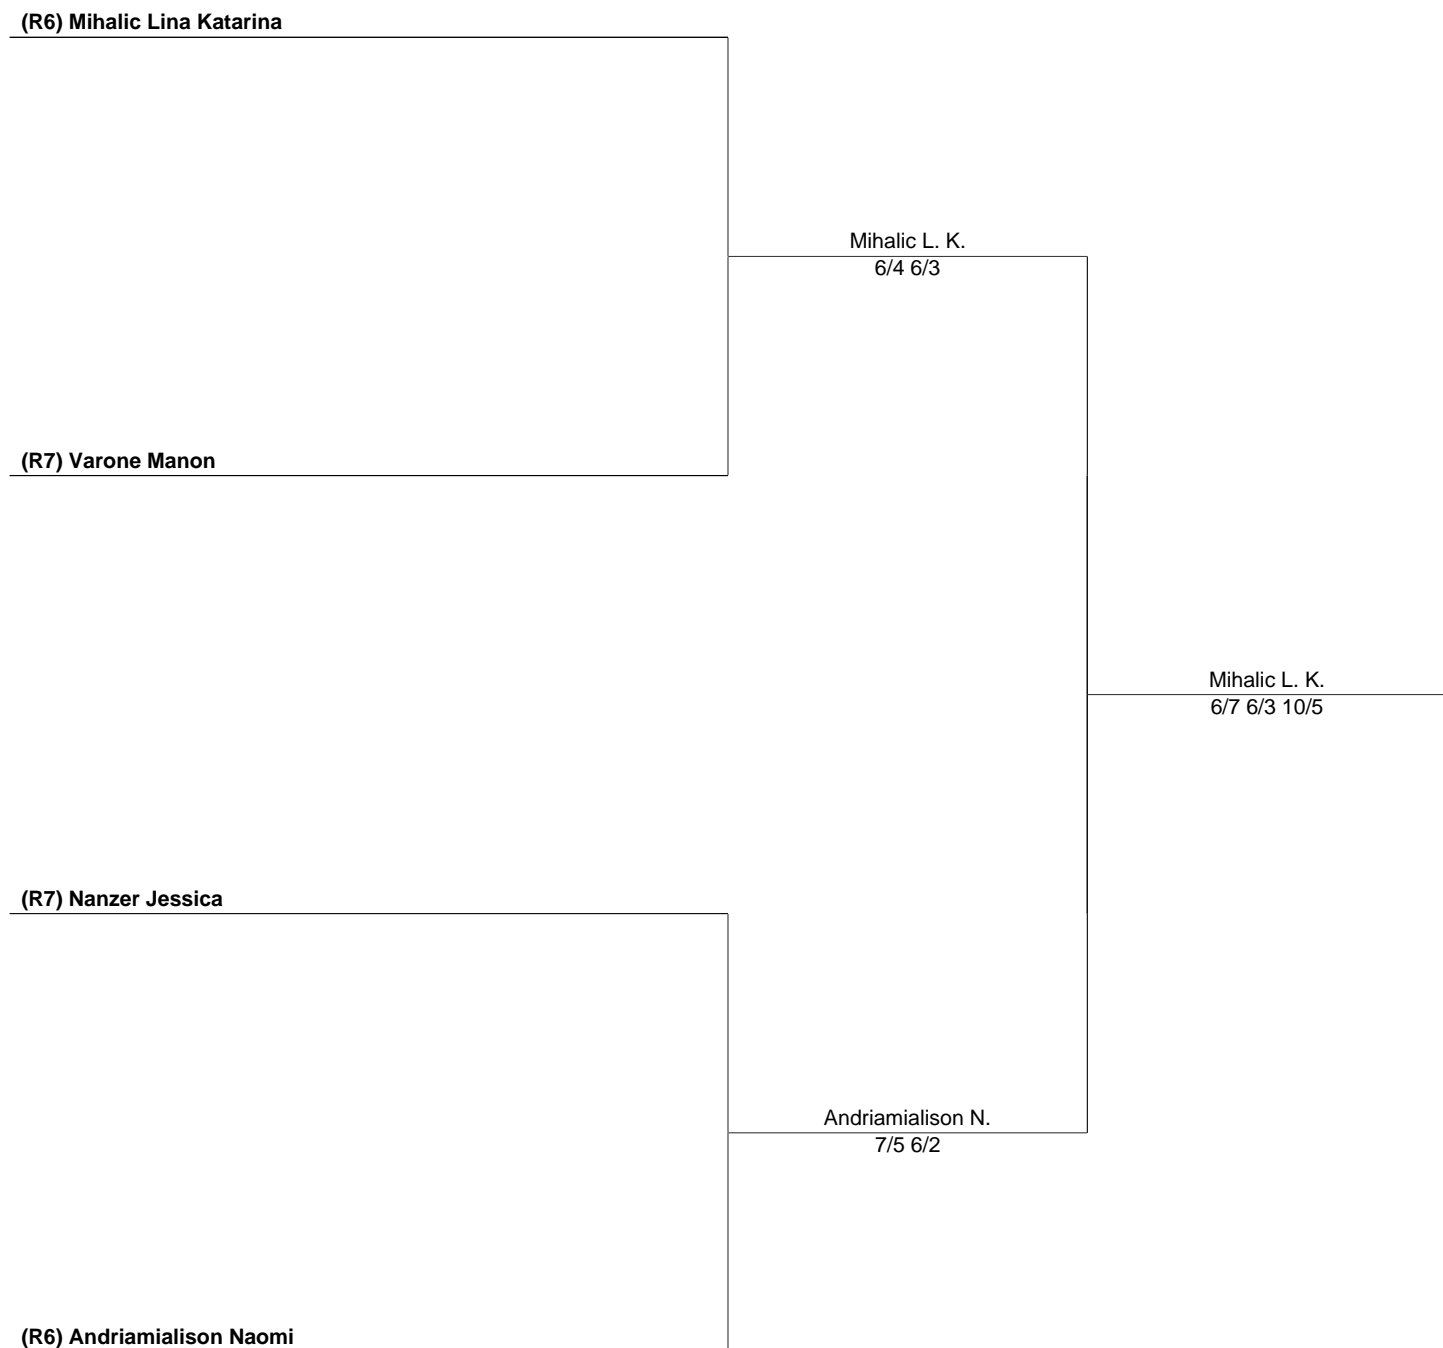 (R6) Mihalic Lina Katarina
Mihalic L. K.
6/4 6/3
(R7) Varone Manon
Mihalic L. K.
6/7 6/3 10/5
(R7) Nanzer Jessica
Andriamialison N.
7/5 6/2
(R6) Andriamialison Naomi